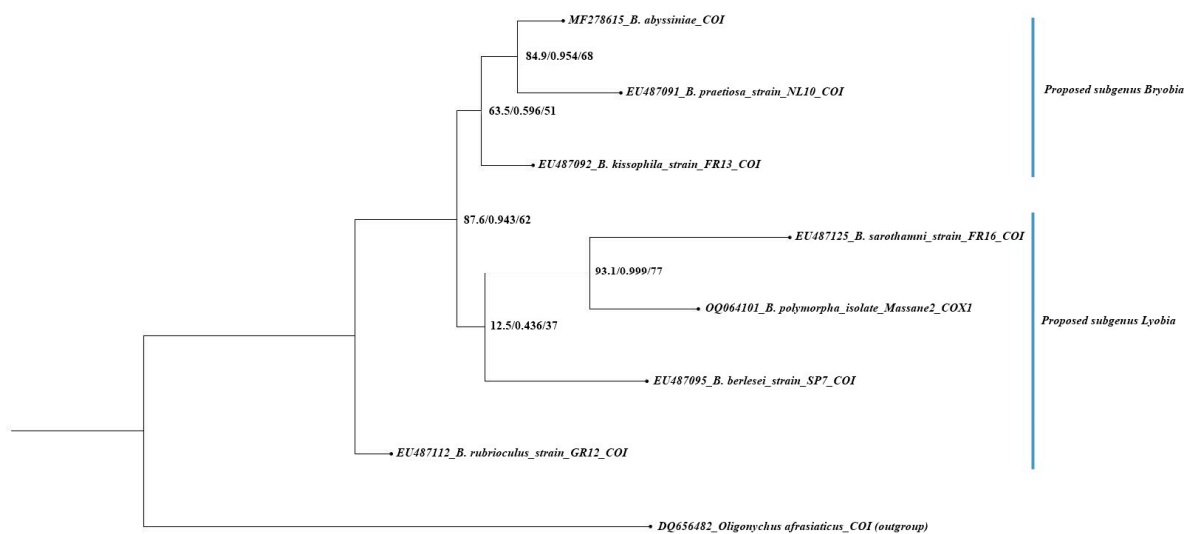 MF278615_B. abyssiniae_COI
84.9/0.954/68
EU487091_B. praetiosa_strain_NL10_COI
Proposed subgenus Bryobia
63.5/0.596/51
EU487092_B. kissophila_strain_FR13_COI
87.6/0.943/62
EU487125_B. sarothamni_strain_FR16_COI
93.1/0.999/77
OQ064101_B. polymorpha_isolate_Massane2_COX1
Proposed subgenus Lyobia
12.5/0.436/37
EU487095_B. berlesei_strain_SP7_COI
EU487112_B. rubrioculus_strain_GR12_COI
DQ656482_Oligonychus afrasiaticus_COI (outgroup)